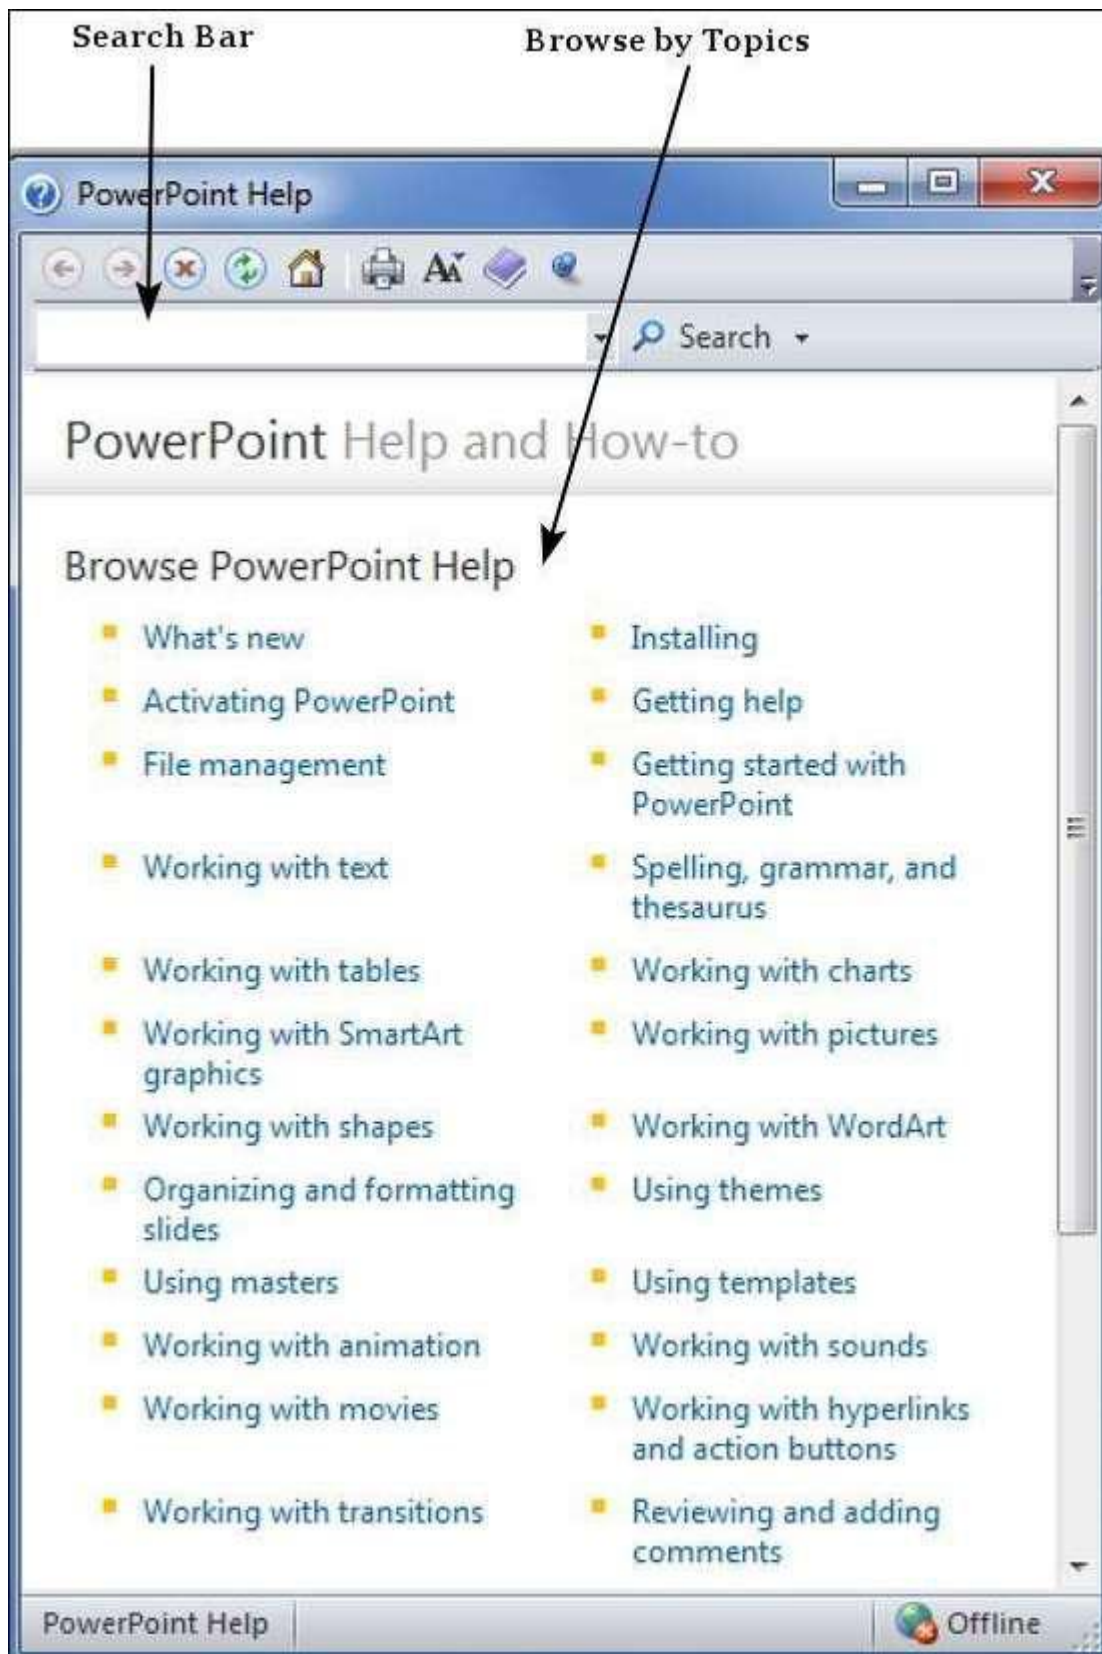 Search Bar
Browse by Topics
PowerPoint Help
Search
PowerPoint Help and How-to
Browse PowerPoint Help
What's new
Installing
Activating PowerPoint
Getting help
File management
Getting started with
PowerPoint
Working with text
Spelling, grammar, and
thesaurus
Working with tables
Working with charts
Working with SmartArt
graphics
Working with pictures
Working with shapes
Working with WordArt
Organizing and formatting
slides
Using themes
Using masters
Using templates
Working with animation
Working with sounds
Working with movies
Working with hyperlinks
and action buttons
Working with transitions
Reviewing and adding
comments
PowerPoint Help
Offline